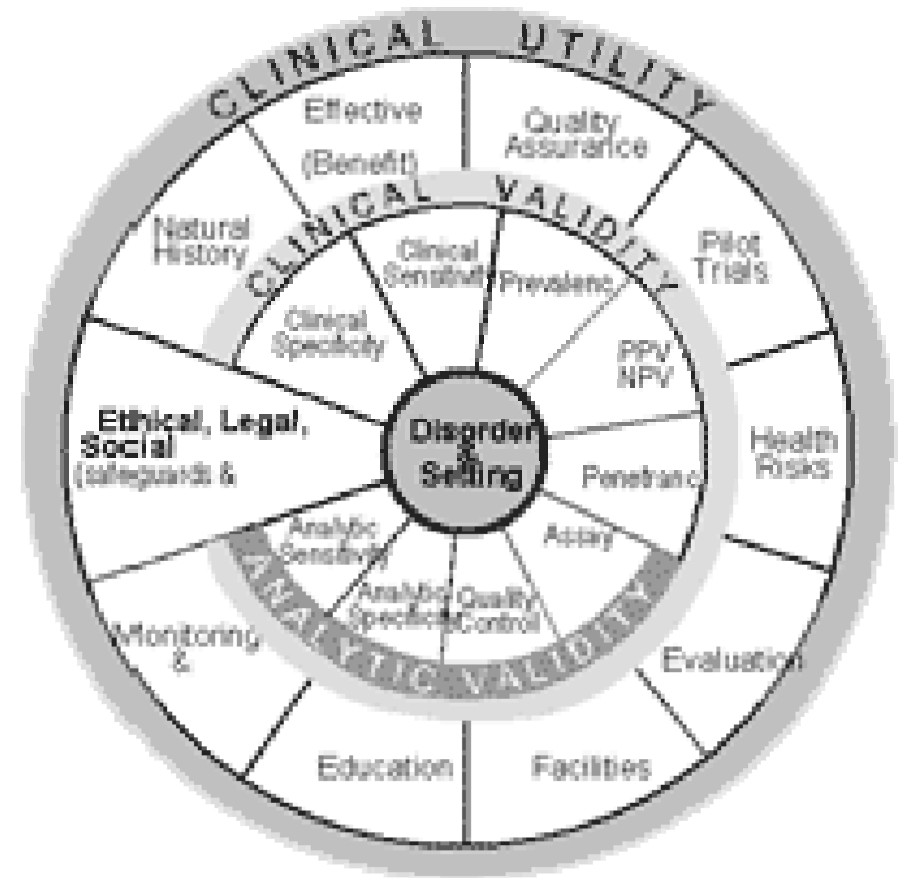 CLINICAL UTILITY
Effective
(Benefit)
Quality
Assurance
Natural
History
CLINICAL VALIDITY
Pilot
Trials
Clinical
Sensitivit
Prevalenc
Clinical
Specificity
PPV
NPV
Ethical, Legal,
Social
(safeguards &
Disorder
&
Setting
Health
Risks
Penetranc
Analytic
Sensitivity
Assay
Analytic
Specifici
Quality
Control
ANALYTIC VALIDITY
Monitoring
&
Evaluation
Education
Facilities